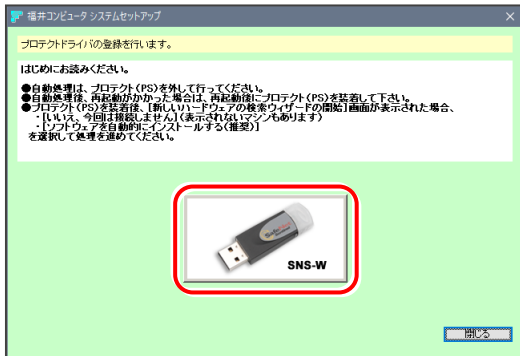 福井コンピュータ システムセットアップ
プロテクトドライバの登録を行います。
はじめにお読みください。
●自動処理は、プロテクト(PS)を外して行ってください。
●自動処理後、再起動がかかった場合は、再起動後にプロテクト(PS)を装着して下さい。
●プロテクト(PS)を装着後、[新しいハードウェアの検索ウィザードの開始]画面が表示された場合、
・[いいえ、今回は接続しません](表示されないマシンもあります)
・[ソフトウェアを自動的にインストールする(推奨)]
を選択して処理を進めてください。
SNS-W
閉じる